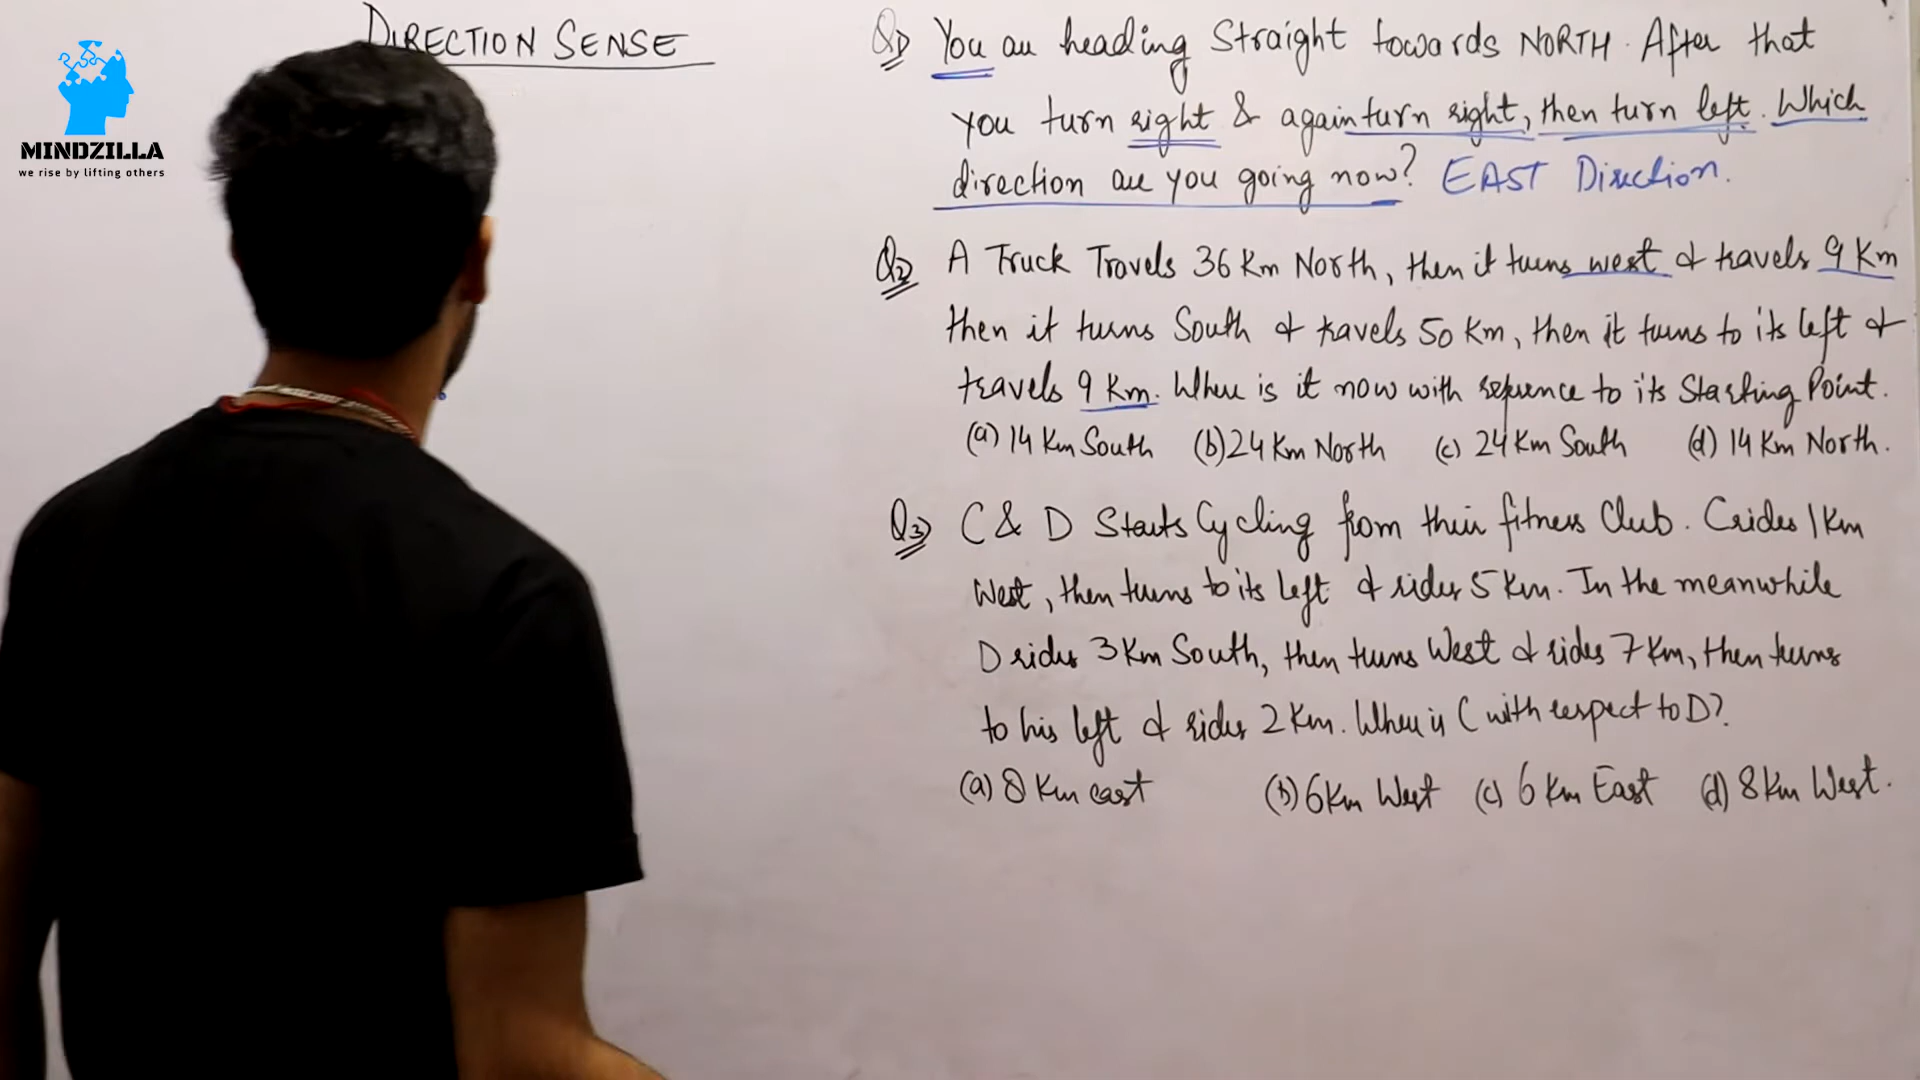 DIRECTION SENSE
MINDZILLA
we rise by lifting others
Q1 You are heading Straight towards NORTH. After that
you turn right & again turn right, then turn left. Which
direction are you going now? EAST Direction.
Q2 A Truck Travels 36 Km North, then it turns west & travels 9 Km
then it turns South & travels 50 Km, then it turns to its left &
travels 9 Km. Where is it now with refrence to its Starting Point.
(a) 14 Km South (b) 24 Km North (c) 24 Km South (d) 14 Km North.
Q3 C & D Starts Cycling from their fitness Club. C rides 1 Km
West, then turns to its left & rides 5 Km. In the meanwhile
D rides 3 Km South, then turns West & rides 7 Km, then turns
to his left & rides 2 Km. Where is C with respect to D?
(a) 8 Km east (b) 6 Km West (c) 6 Km East (d) 8 Km West.